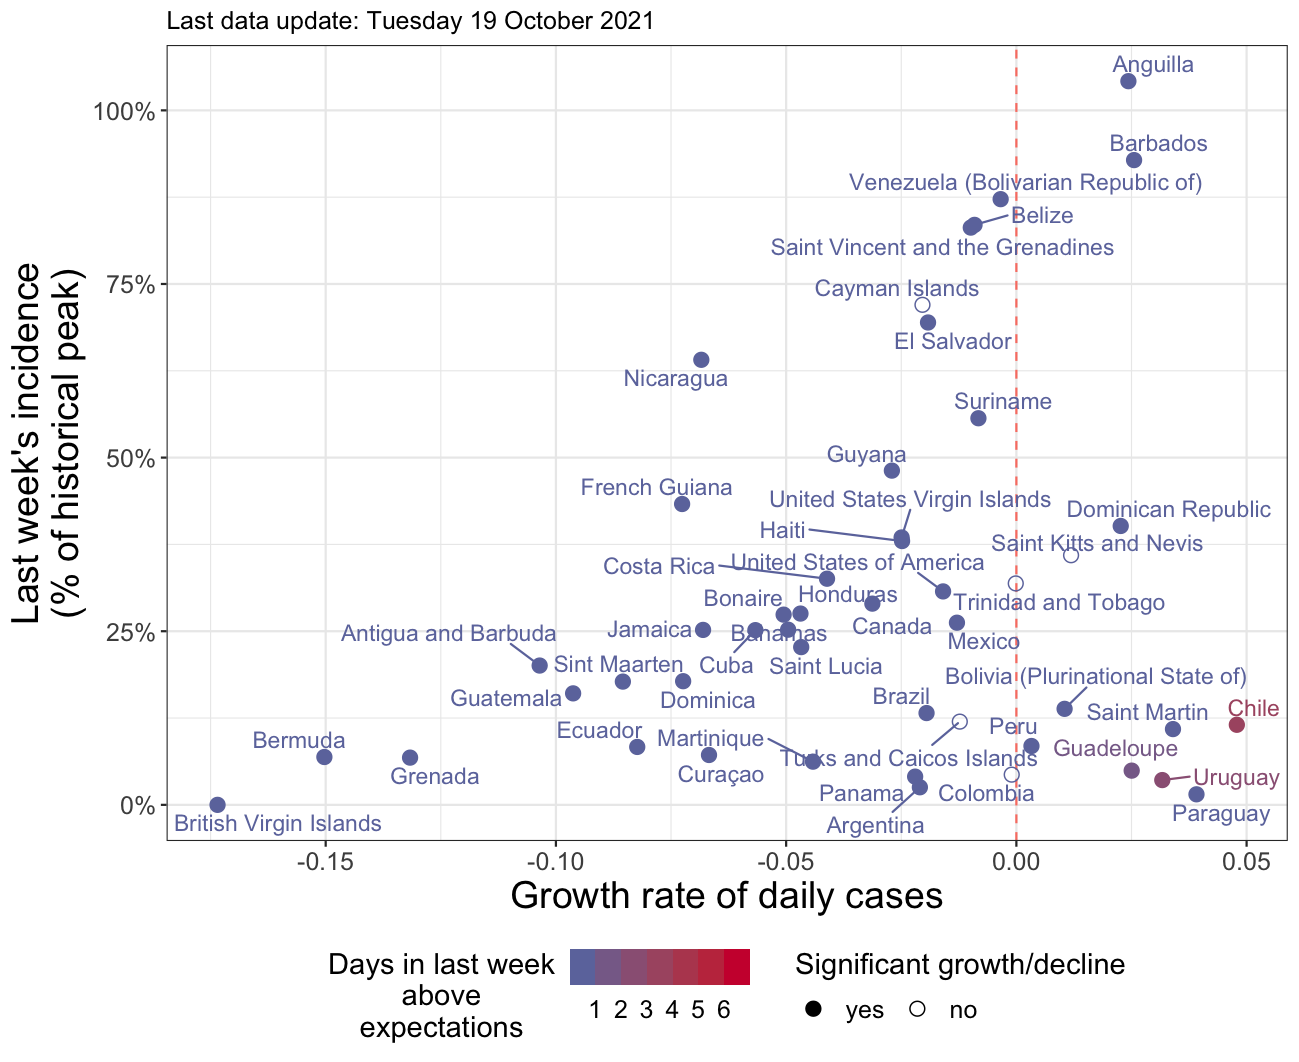 Last data update: Tuesday 19 October 2021
Anguilla
100%
Barbados
Venezuela (Bolivarian Republic of)
Belize
Saint Vincent and the Grenadines
75%
Cayman Islands
El Salvador
Nicaragua
Suriname
50%
Guyana
French Guiana
United States Virgin Islands
Dominican Republic
Haiti
Saint Kitts and Nevis
United States of America
Costa Rica
Bonaire
Honduras
Trinidad and Tobago
25%
Antigua and Barbuda
Jamaica
Bahamas
Canada
Mexico
Sint Maarten
Cuba
Saint Lucia
Bolivia (Plurinational State of)
Guatemala
Dominica
Brazil
Saint Martin
Chile
Ecuador
Peru
Bermuda
Martinique
Guadeloupe
Turks and Caicos Islands
Grenada
Curaçao
Uruguay
0%
Panama
Colombia
Paraguay
British Virgin Islands
Argentina
Last week's incidence
(% of historical peak)
-0.15 -0.10 -0.05 0.00 0.05
Growth rate of daily cases
Days in last week
above
expectations
1 2 3 4 5 6
Significant growth/decline
yes no